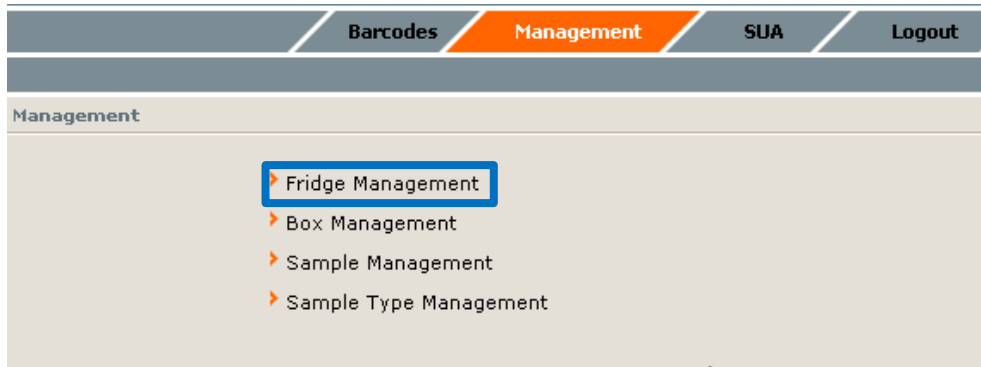 Barcodes Management SUA Logout
Management
Fridge Management
Box Management
Sample Management
Sample Type Management